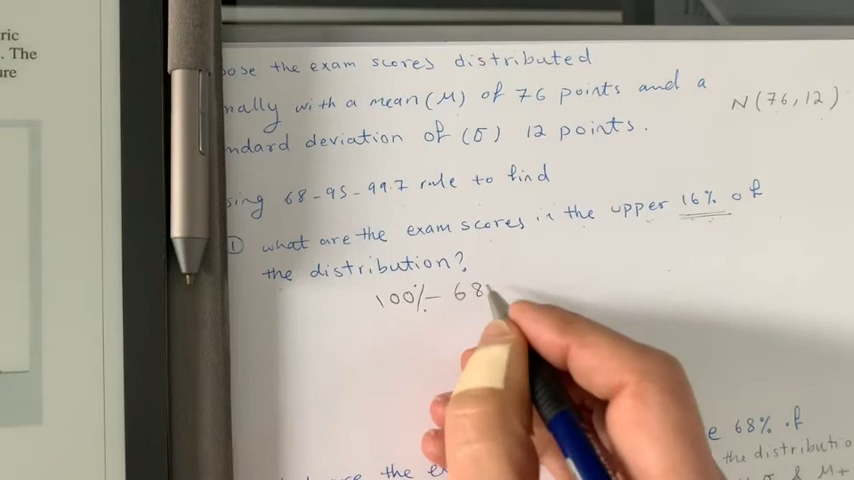 ric
. The
ure
ose the exam scores distributed
mally with a mean (M) of 76 points and a
N(76,12)
ndard deviation of (σ) 12 points.
sing 68-95-99.7 rule to find
① what are the exam scores in the upper 16% of
the distribution?
100% - 68
e 68% of
the distributio
the e
σ & M+